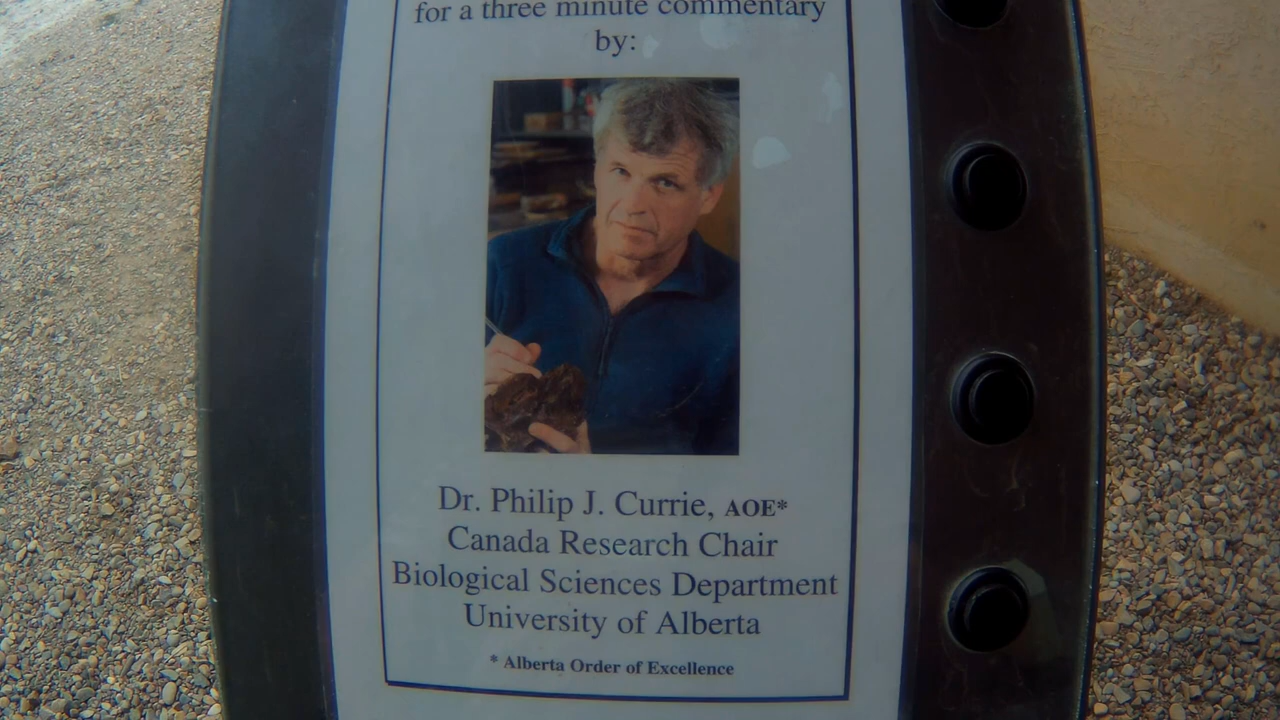 for a three minute commentary
by:
Dr. Philip J. Currie, AOE*
Canada Research Chair
Biological Sciences Department
University of Alberta
* Alberta Order of Excellence